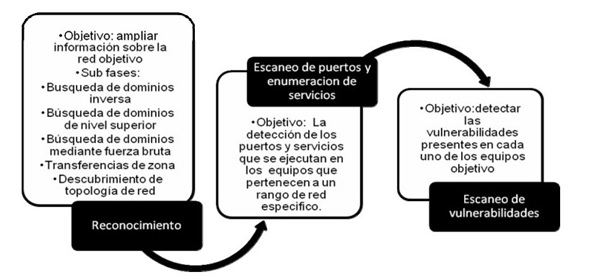 •Objetivo: ampliar
información sobre la
red objetivo
•Sub fases:
•Busqueda de dominios
inversa
•Búsqueda de dominios
de nivel superior
•Búsqueda de dominios
mediante fuerza bruta
•Transferencias de zona
•Descubrimiento de
topología de red
Reconocimiento
Escaneo de puertos y
enumeracion de
servicios
•Objetivo: La
detección de los
puertos y servicios
que se ejecutan en
los equipos que
pertenecen a un
rango de red
especifico.
•Objetivo:detectar
las
vulnerabilidades
presentes en cada
uno de los equipos
objetivo
Escaneo de
vulnerabilidades